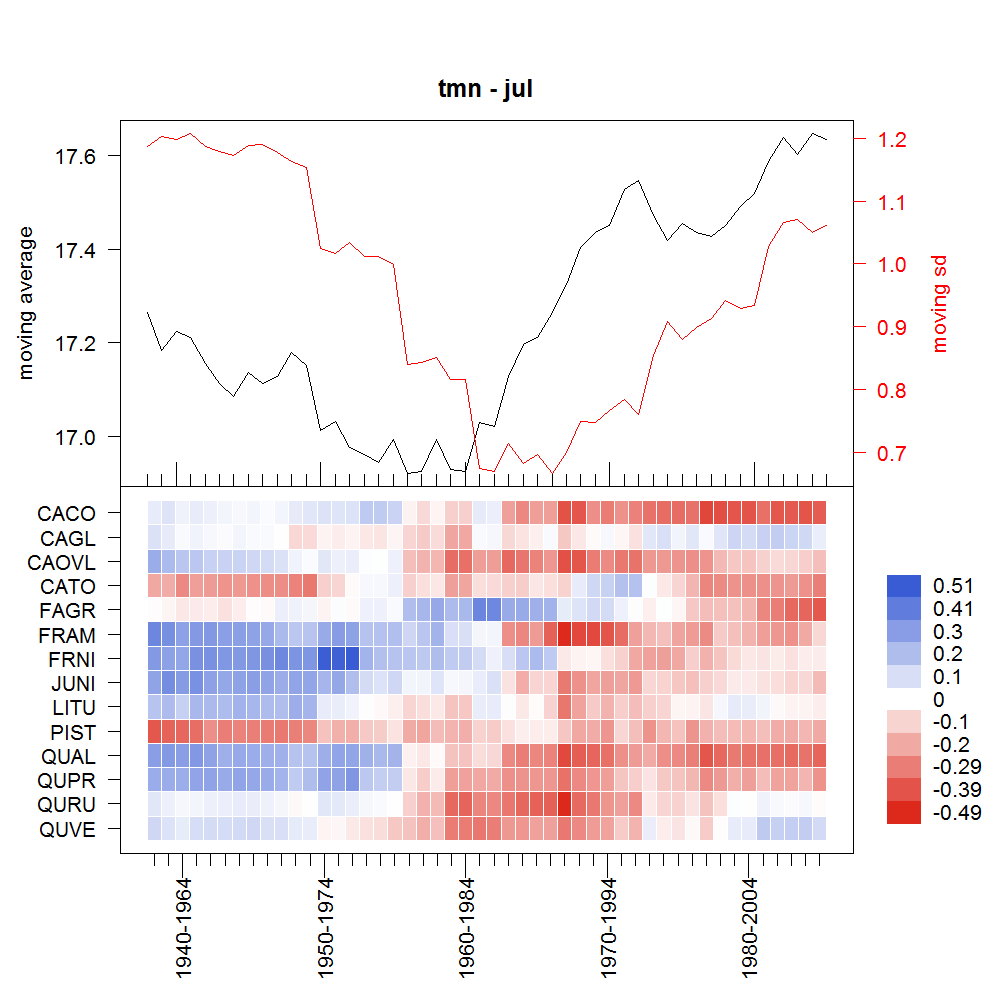 tmn - jul
moving average
17.6
17.4
17.2
17.0
1.2
1.1
1.0
0.9
0.8
0.7
moving sd
CACO
CAGL
CAOVL
CATO
FAGR
FRAM
FRNI
JUNI
LITU
PIST
QUAL
QUPR
QURU
QUVE
0.51
0.41
0.3
0.2
0.1
0
-0.1
-0.2
-0.29
-0.39
-0.49
1940-1964
1950-1974
1960-1984
1970-1994
1980-2004